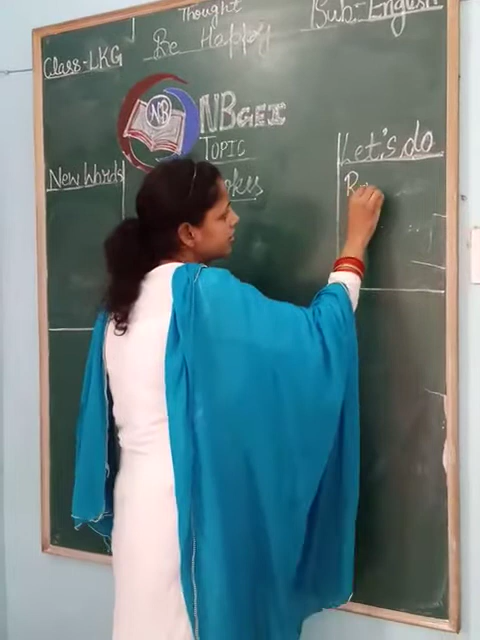 Thought
Sub:-English
Class-LKG
Be Happy
NB
NBGEI
TOPIC
Let's do
New Words